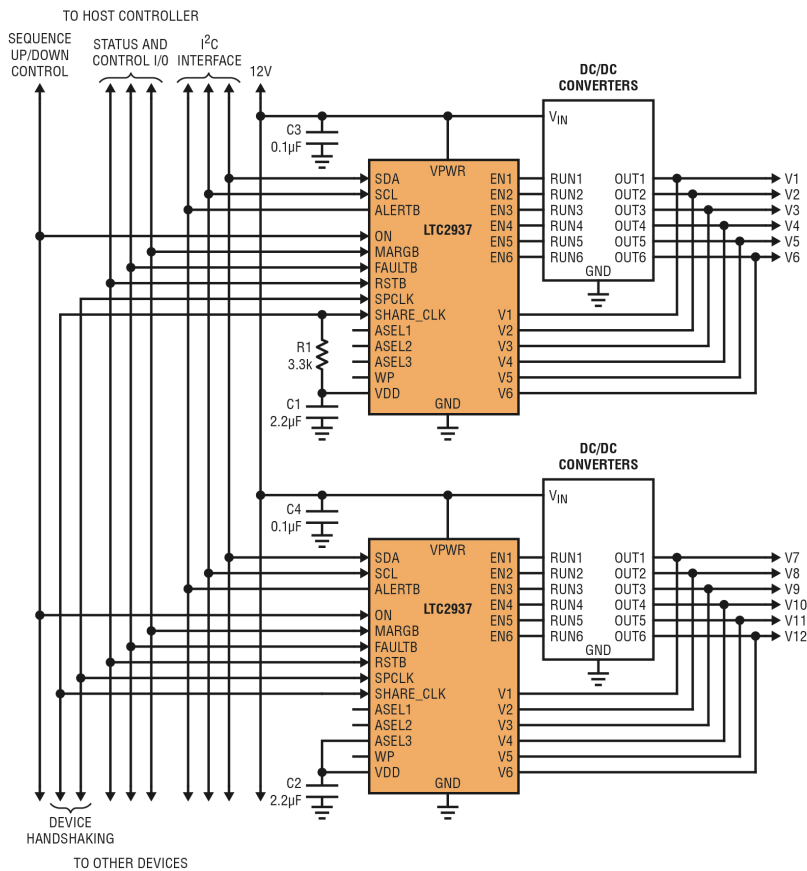 TO HOST CONTROLLER
SEQUENCE
UP/DOWN
CONTROL
STATUS AND
CONTROL I/0
I2C
INTERFACE
12V
DC/DC
CONVERTERS
VIN
C3
0.1µF
VPWR
SDA
SCL
ALERTB
ON
MARGB
FAULTB
RSTB
SPCLK
SHARE_CLK
ASEL1
ASEL2
ASEL3
WP
VDD
LTC2937
GND
EN1
EN2
EN3
EN4
EN5
EN6
V1
V2
V3
V4
V5
V6
RUN1
RUN2
RUN3
RUN4
RUN5
RUN6
OUT1
OUT2
OUT3
OUT4
OUT5
OUT6
GND
V1
V2
V3
V4
V5
V6
R1
3.3k
C1
2.2µF
DC/DC
CONVERTERS
VIN
C4
0.1µF
VPWR
SDA
SCL
ALERTB
ON
MARGB
FAULTB
RSTB
SPCLK
SHARE_CLK
ASEL1
ASEL2
ASEL3
WP
VDD
LTC2937
GND
EN1
EN2
EN3
EN4
EN5
EN6
V1
V2
V3
V4
V5
V6
RUN1
RUN2
RUN3
RUN4
RUN5
RUN6
OUT1
OUT2
OUT3
OUT4
OUT5
OUT6
GND
V7
V8
V9
V10
V11
V12
C2
2.2µF
DEVICE
HANDSHAKING
TO OTHER DEVICES